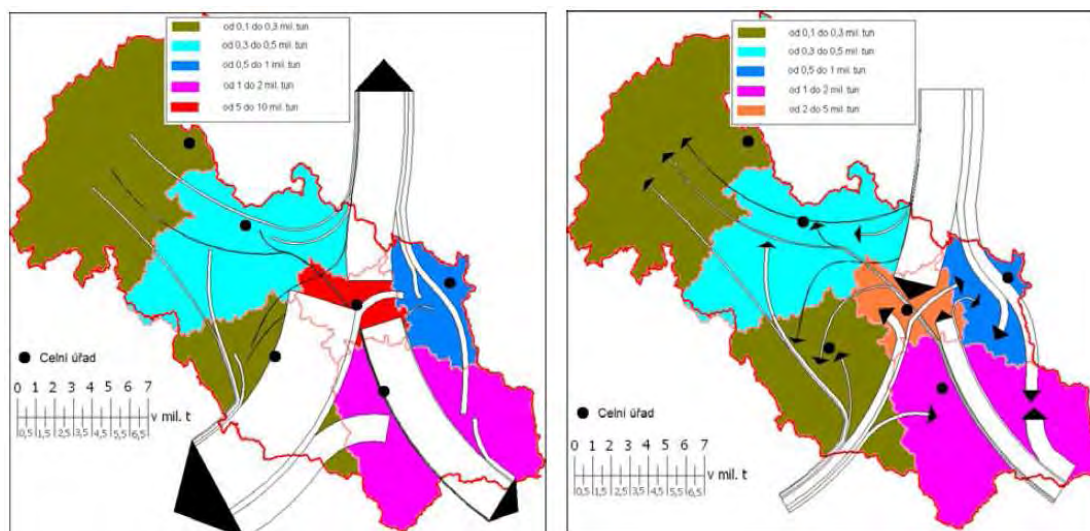 od 0,1 do 0,3 mil. tun
od 0,3 do 0,5 mil. tun
od 0,5 do 1 mil. tun
od 1 do 2 mil. tun
od 5 do 10 mil. tun
Celní úřad
0 1 2 3 4 5 6 7
v mil. t
0,5 1,5 2,5 3,5 4,5 5,5 6,5
od 0,1 do 0,3 mil. tun
od 0,3 do 0,5 mil. tun
od 0,5 do 1 mil. tun
od 1 do 2 mil. tun
od 2 do 5 mil. tun
Celní úřad
0 1 2 3 4 5 6 7
v mil. t
0,5 1,5 2,5 3,5 4,5 5,5 6,5